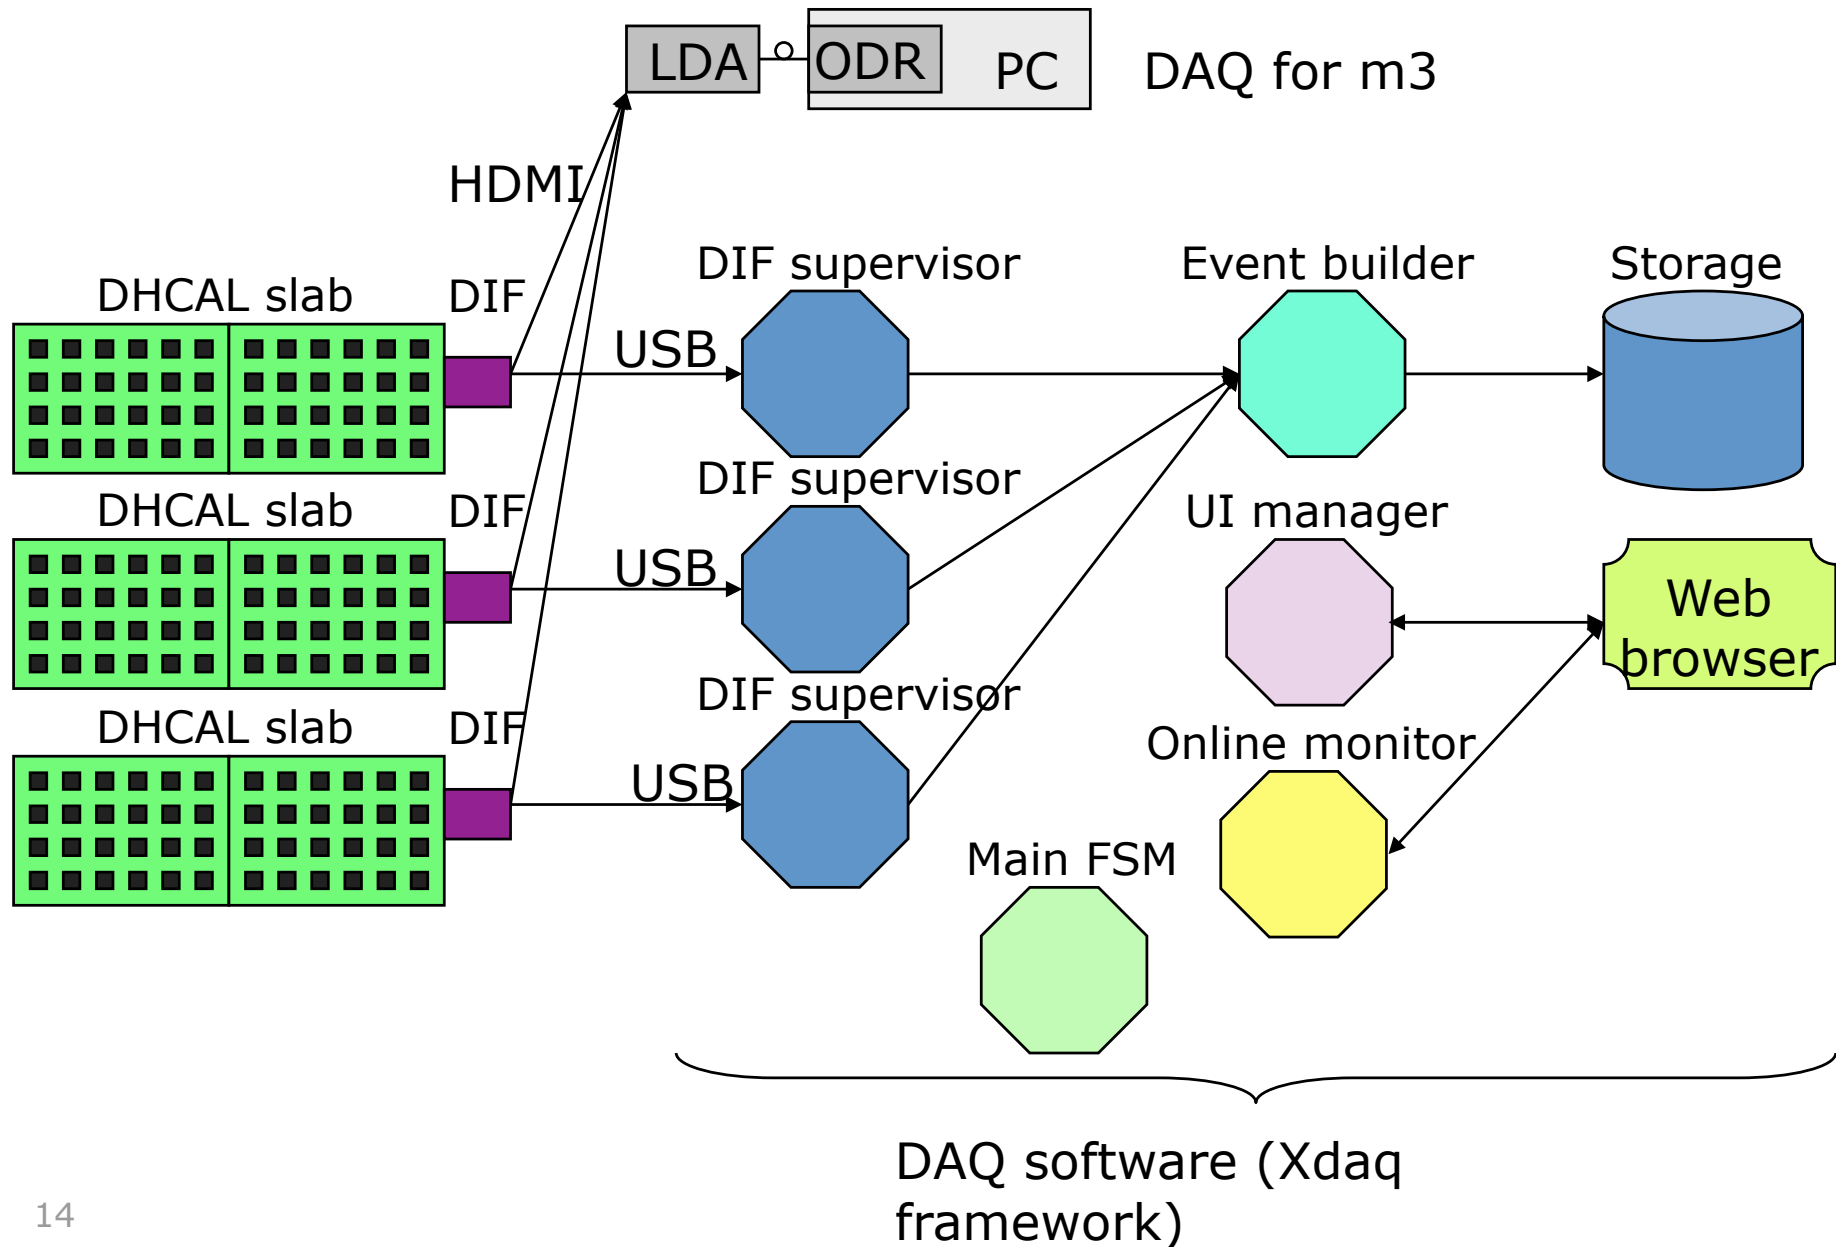 LDA
ODR
PC
DAQ for m3
HDMI
DIF supervisor
Event builder
Storage
DHCAL slab
DIF
USB
DIF supervisor
DHCAL slab
DIF
UI manager
USB
Web
browser
DIF supervisor
DHCAL slab
DIF
Online monitor
USB
Main FSM
DAQ software (Xdaq
framework)
14